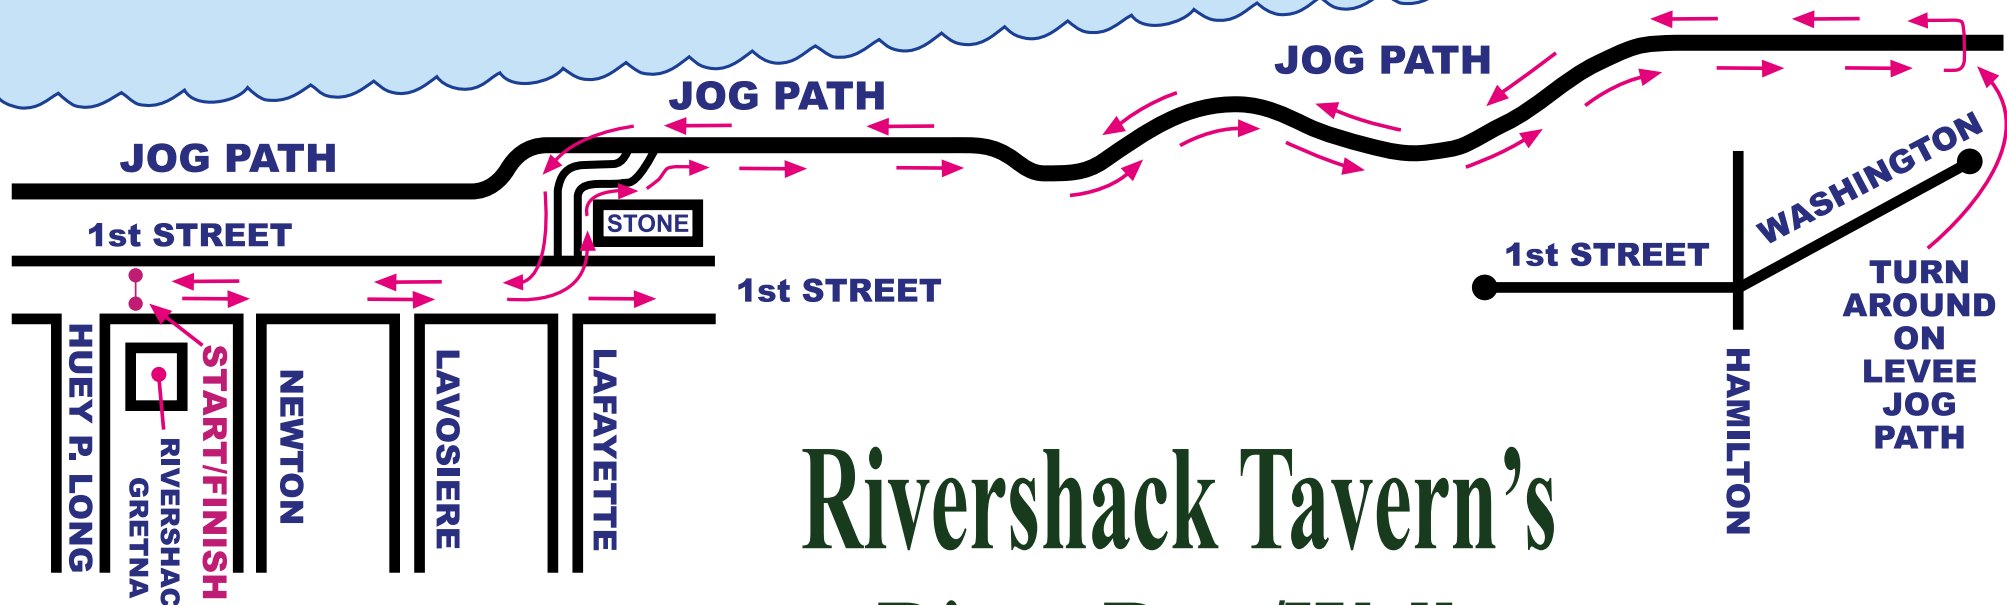 JOG PATH
JOG PATH
JOG PATH
1st STREET
STONE
1st STREET
1st STREET
WASHINGTON
TURN
AROUND
ON
LEVEE
JOG
PATH
HUEY P. LONG
GRETNA
START/FINISH
NEWTON
LAVOSIERE
LAFAYETTE
HAMILTON
Rivershack Tavern’s